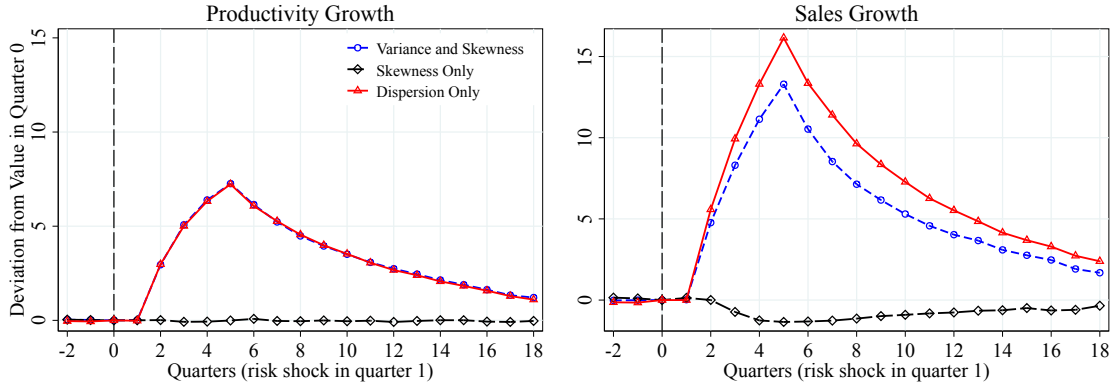 Productivity Growth
Deviation from Value in Quarter 0
15
10
5
0
Variance and Skewness
Skewness Only
Dispersion Only
-2 0 2 4 6 8 10 12 14 16 18
Quarters (risk shock in quarter 1)
Sales Growth
15
10
5
0
-2 0 2 4 6 8 10 12 14 16 18
Quarters (risk shock in quarter 1)